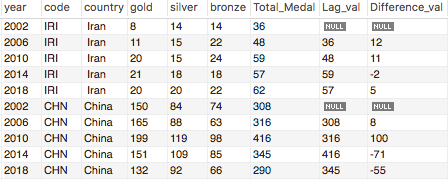 year code country gold silver bronze Total_Medal Lag_val Difference_val
2002 IRI Iran 8 14 14 36 NULL NULL
2006 IRI Iran 11 15 22 48 36 12
2010 IRI Iran 20 15 24 59 48 11
2014 IRI Iran 21 18 18 57 59 -2
2018 IRI Iran 20 20 22 62 57 5
2002 CHN China 150 84 74 308 NULL NULL
2006 CHN China 165 88 63 316 308 8
2010 CHN China 199 119 98 416 316 100
2014 CHN China 151 109 85 345 416 -71
2018 CHN China 132 92 66 290 345 -55